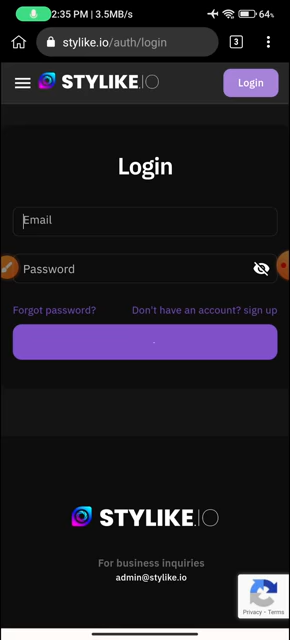 2:35 PM | 3.5MB/s
64%
stylike.io/auth/login
3
STYLIKE.IO
Login
Login
Email
Password
Forgot password?
Don't have an account? sign up
STYLIKE.IO
For business inquiries
admin@stylike.io
Privacy - Terms